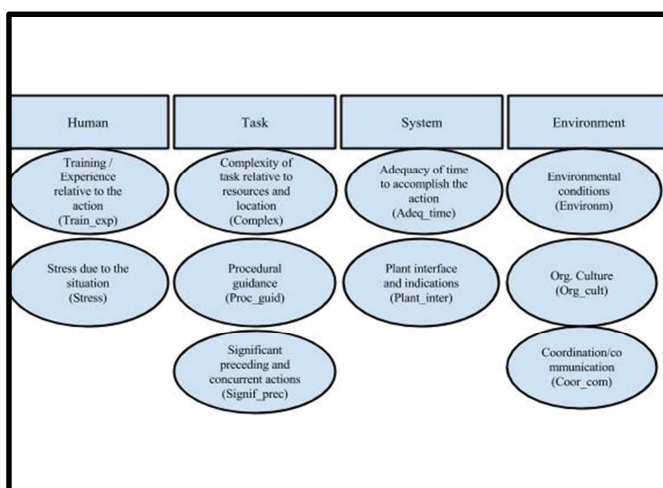 Human
Task
System
Environment
Training /
Experience
relative to the
action
(Train_exp)
Complexity of
task relative to
resources and
location
(Complex)
Adequacy of time
to accomplish the
action
(Adeq_time)
Environmental
conditions
(Environm)
Stress due to the
situation
(Stress)
Procedural
guidance
(Proc_guid)
Plant interface
and indications
(Plant_inter)
Org. Culture
(Org_cult)
Significant
preceding and
concurrent actions
(Signif_prec)
Coordination/co
mmunication
(Coor_com)